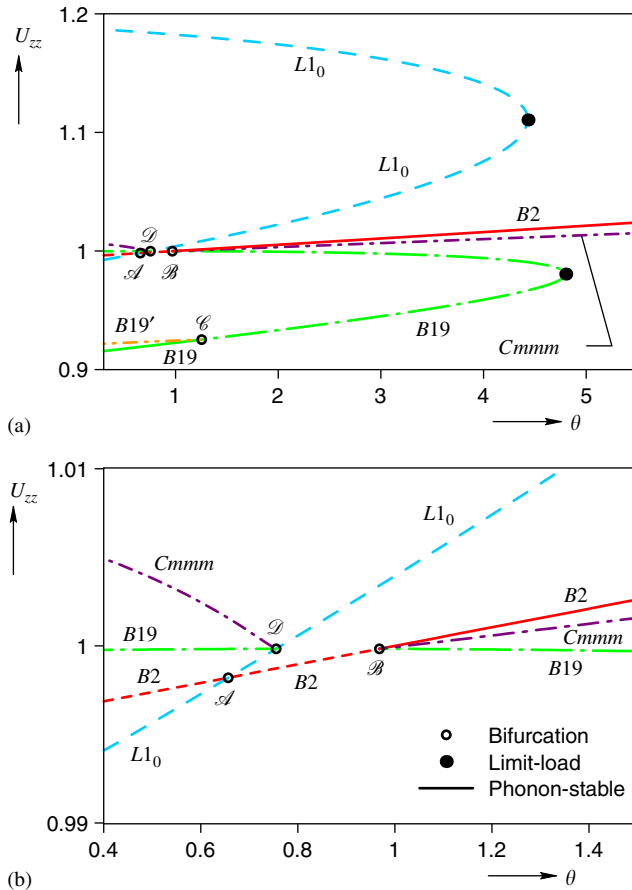 1.2
U_zz
L1_0
1.1
L1_0
B2
𝒟
1
𝒜 ℬ
B19′ 𝒞
B19
B19
Cmmm
0.9
1 2 3 4 5
(a)
θ
1.01
U_zz
L1_0
Cmmm
𝒟
B2
B19
Cmmm
1
B2
B2
ℬ
B19
𝒜
L1_0
Bifurcation
Limit-load
Phonon-stable
0.99
0.4 0.6 0.8 1 1.2 1.4
(b)
θ